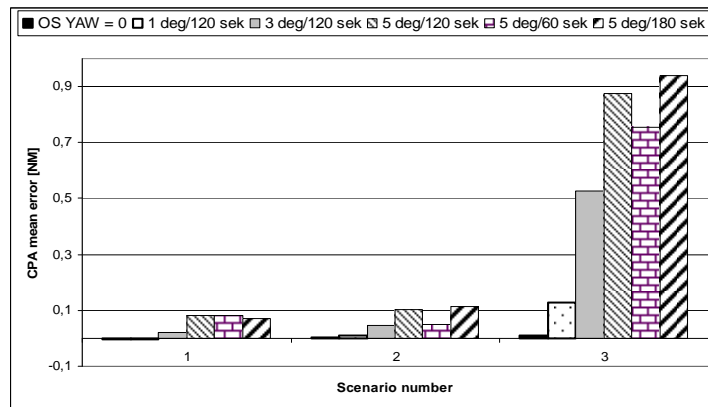 OS YAW = 0 1 deg/120 sek 3 deg/120 sek 5 deg/120 sek 5 deg/60 sek 5 deg/180 sek
0,9
0,7
0,5
0,3
0,1
-0,1
CPA mean error [NM]
1 2 3
Scenario number